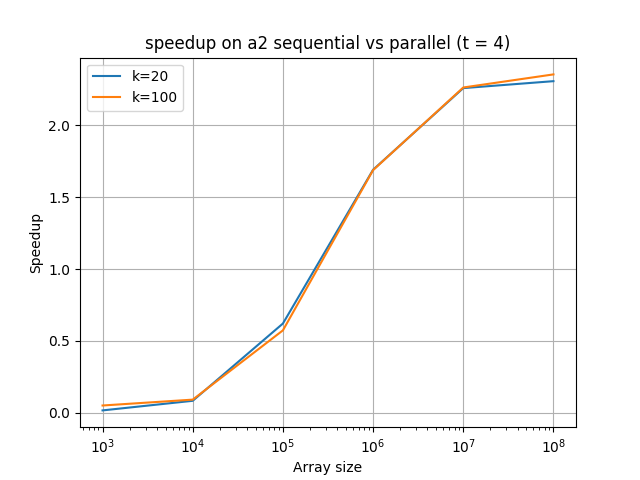 speedup on a2 sequential vs parallel (t = 4)
k=20
k=100
Speedup
2.0
1.5
1.0
0.5
0.0
10³ 10⁴ 10⁵ 10⁶ 10⁷ 10⁸
Array size